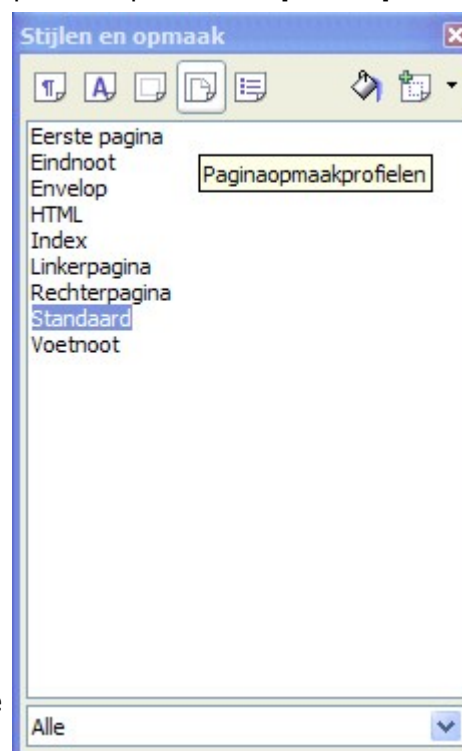 Stijlen en opmaak
Eerste pagina
Eindnoot
Paginaopmaakprofielen
Envelop
HTML
Index
Linkerpagina
Rechterpagina
Standaard
Voetnoot
Alle